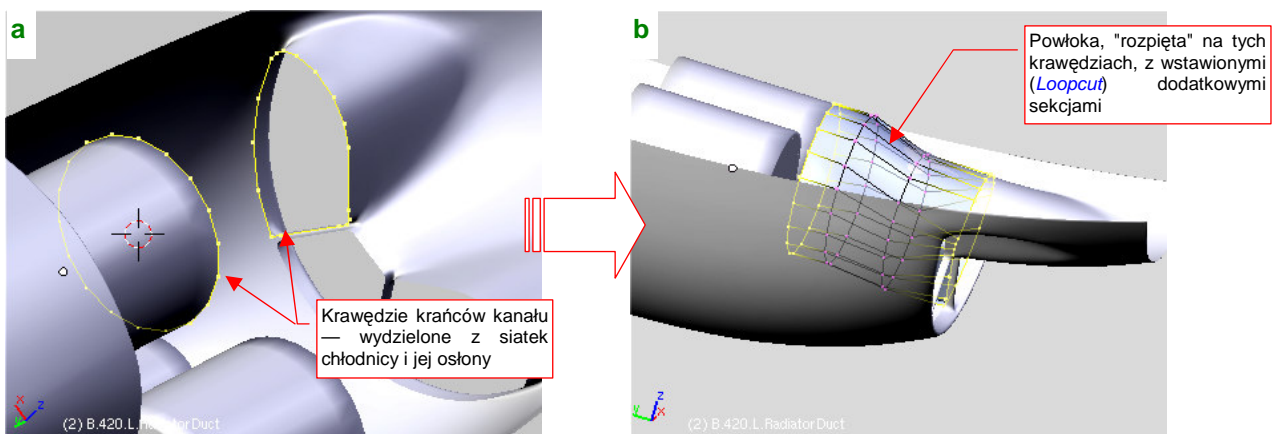 a
Krawędzie krańców kanału
— wydzielone z siatek
chłodnicy i jej osłony
x
y
z
(2) B.420.L.RadiatorDuct
b
Powłoka, "rozpięta" na tych
krawędziach, z wstawionymi
(Loopcut) dodatkowymi
sekcjami
z
y
x
(2) B.420.L.RadiatorDuct